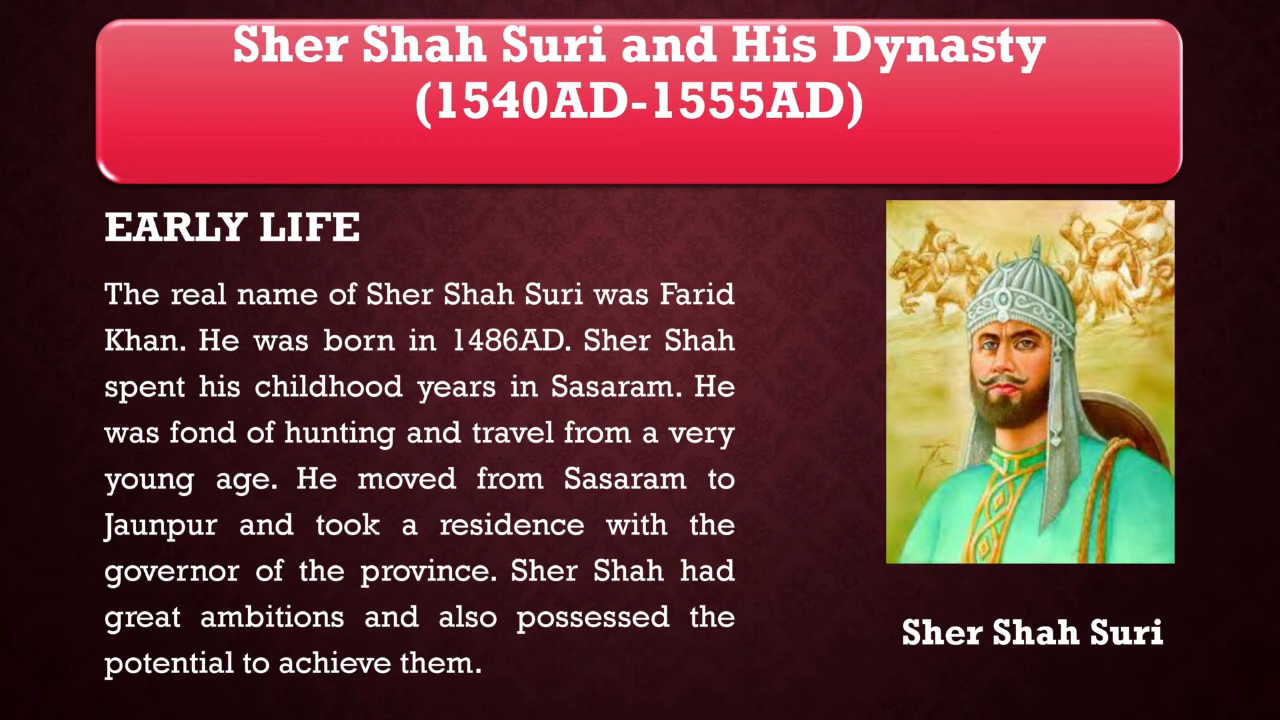 Sher Shah Suri and His Dynasty
(1540AD-1555AD)
EARLY LIFE
The real name of Sher Shah Suri was Farid
Khan. He was born in 1486AD. Sher Shah
spent his childhood years in Sasaram. He
was fond of hunting and travel from a very
young age. He moved from Sasaram to
Jaunpur and took a residence with the
governor of the province. Sher Shah had
great ambitions and also possessed the
potential to achieve them.
Sher Shah Suri